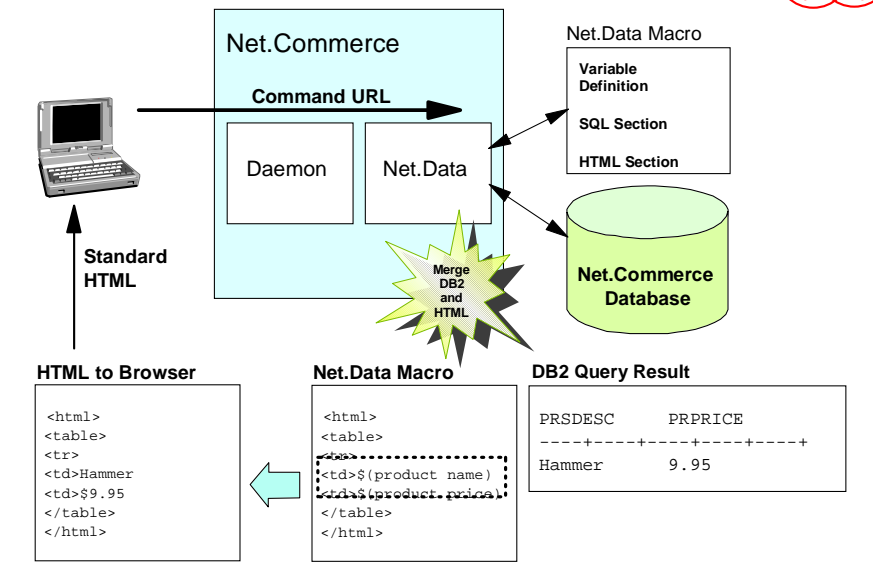 Net.Commerce
Command URL
Daemon
Net.Data
Merge
DB2
and
HTML
Net.Data Macro
Variable
Definition
SQL Section
HTML Section
Net.Commerce
Database
Standard
HTML
HTML to Browser
<html>
<table>
<tr>
<td>Hammer
<td>$9.95
</table>
</html>
Net.Data Macro
<html>
<table>
<tr>
<td>$(product name)
<td>$(product price)
</table>
</html>
DB2 Query Result
PRSDESC PRPRICE
----+----+----+----+----+
Hammer 9.95